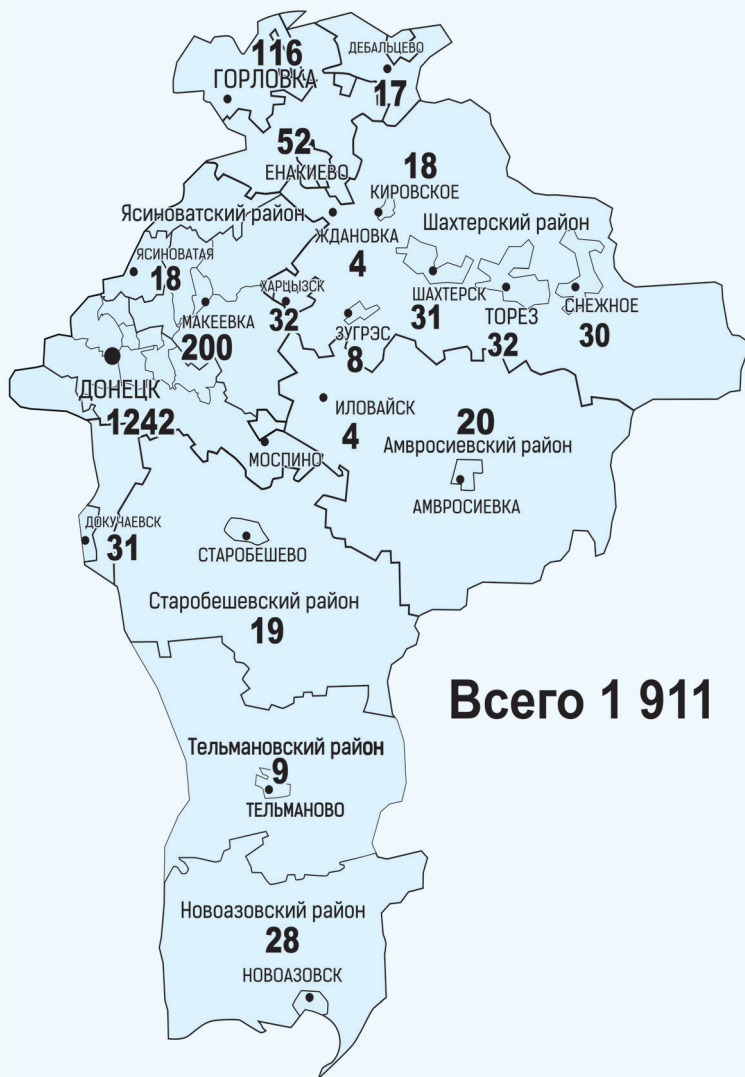 116
ГОРЛОВКА
ДЕБАЛЬЦЕВО
17
52
ЕНАКИЕВО
18
КИРОВСКОЕ
Ясиноватский район
ЖДАНОВКА
4
Шахтерский район
ЯСИНОВАТАЯ
18
МАКЕЕВКА
200
ХАРЦЫЗСК
32
ЗУГРЭС
8
ШАХТЕРСК
31
ТОРЕЗ
32
СНЕЖНОЕ
30
ДОНЕЦК
1242
МОСПИНО
ИЛОВАЙСК
4
20
Амвросиевский район
АМВРОСИЕВКА
ДОКУЧАЕВСК
31
СТАРОБЕШЕВО
Старобешевский район
19
Всего 1 911
Тельмановский район
9
ТЕЛЬМАНОВО
Новоазовский район
28
НОВОАЗОВСК